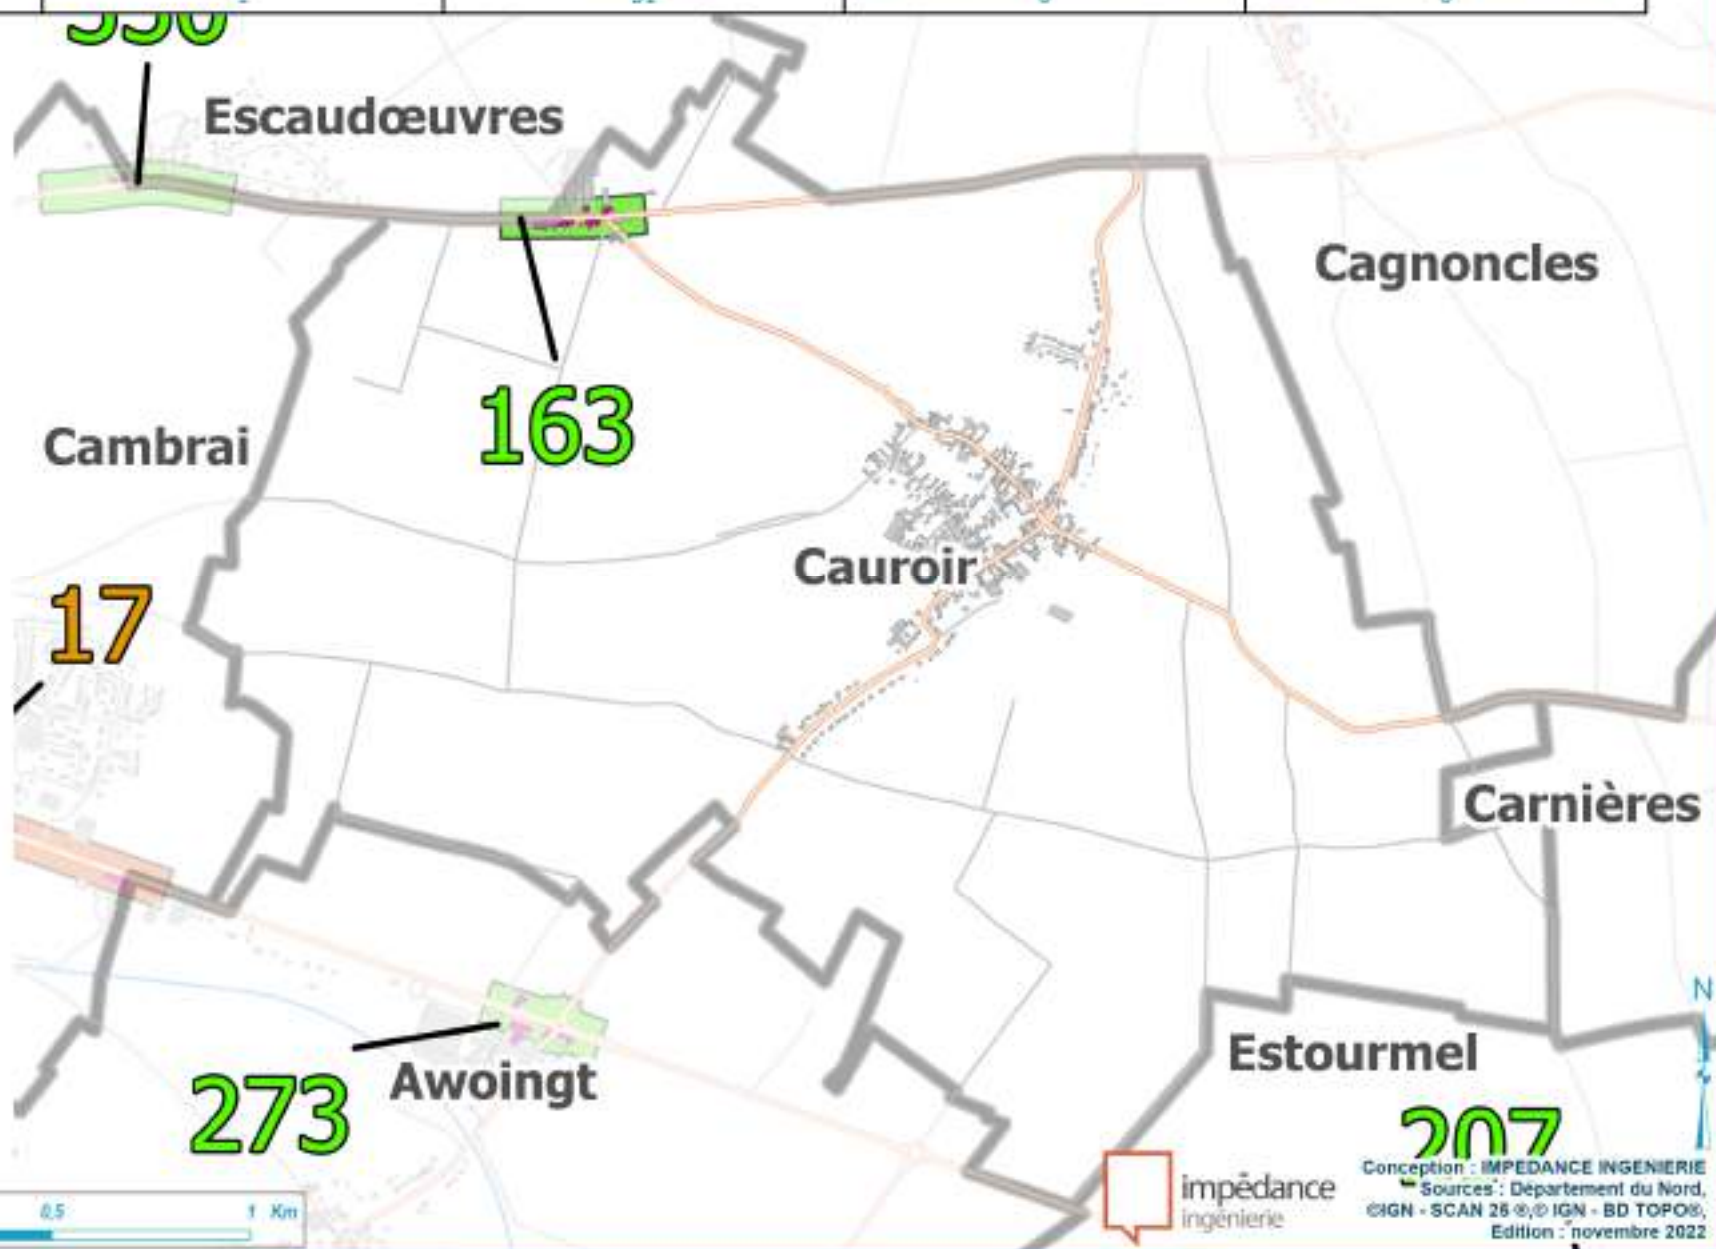 Escaudœuvres
Cagnoncles
163
Cambrai
Cauroir
17
Carnières
N
Estourmel
Awoingt
273
207
impédance
ingénierie
Conception : IMPEDANCE INGENIERIE
Sources : Département du Nord,
©IGN - SCAN 25 ®,© IGN - BD TOPO®,
Edition : novembre 2022
0,5 1 Km